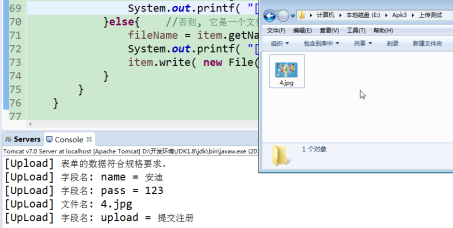 69 System.out.printf( "[
70 }else{ //否则, 它是一个文件
71 fileName = item.getNa
72 System.out.printf( "[
73 item.write( new File(
74 }
75 }
76 }
77
计算机 ▸ 本地磁盘 (E:) ▸ Apk3 ▸ 上传测试
文件(F) 编辑(E) 查看(V) 工具(T) 帮助(H)
组织 包含到库中 共享 刻录 新建文件夹
4.jpg
1 个对象
Servers Console
Tomcat v7.0 Server at localhost [Apache Tomcat] D:\开发环境\JDK1.8\jdk\bin\javaw.exe (20
[Upload] 表单的数据符合规格要求.
[UpLoad] 字段名: name = 安迪
[UpLoad] 字段名: pass = 123
[UpLoad] 文件名: 4.jpg
[UpLoad] 字段名: upload = 提交注册